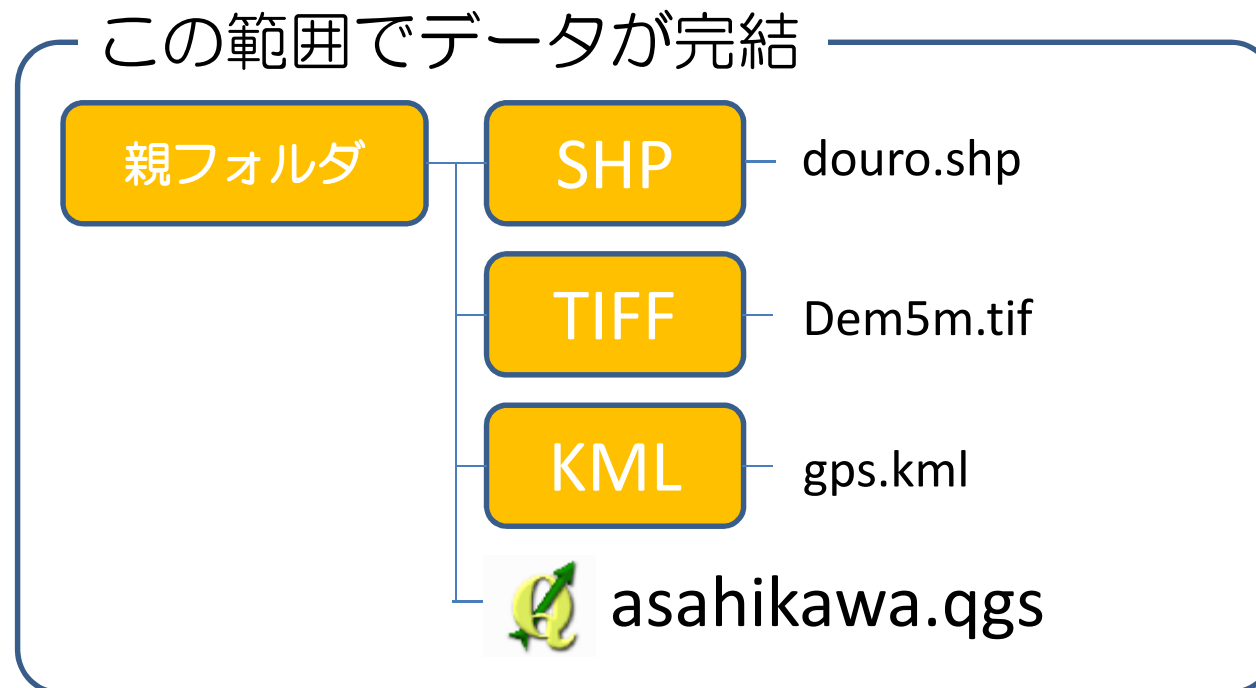 この範囲でデータが完結
親フォルダ
SHP
douro.shp
TIFF
Dem5m.tif
KML
gps.kml
asahikawa.qgs